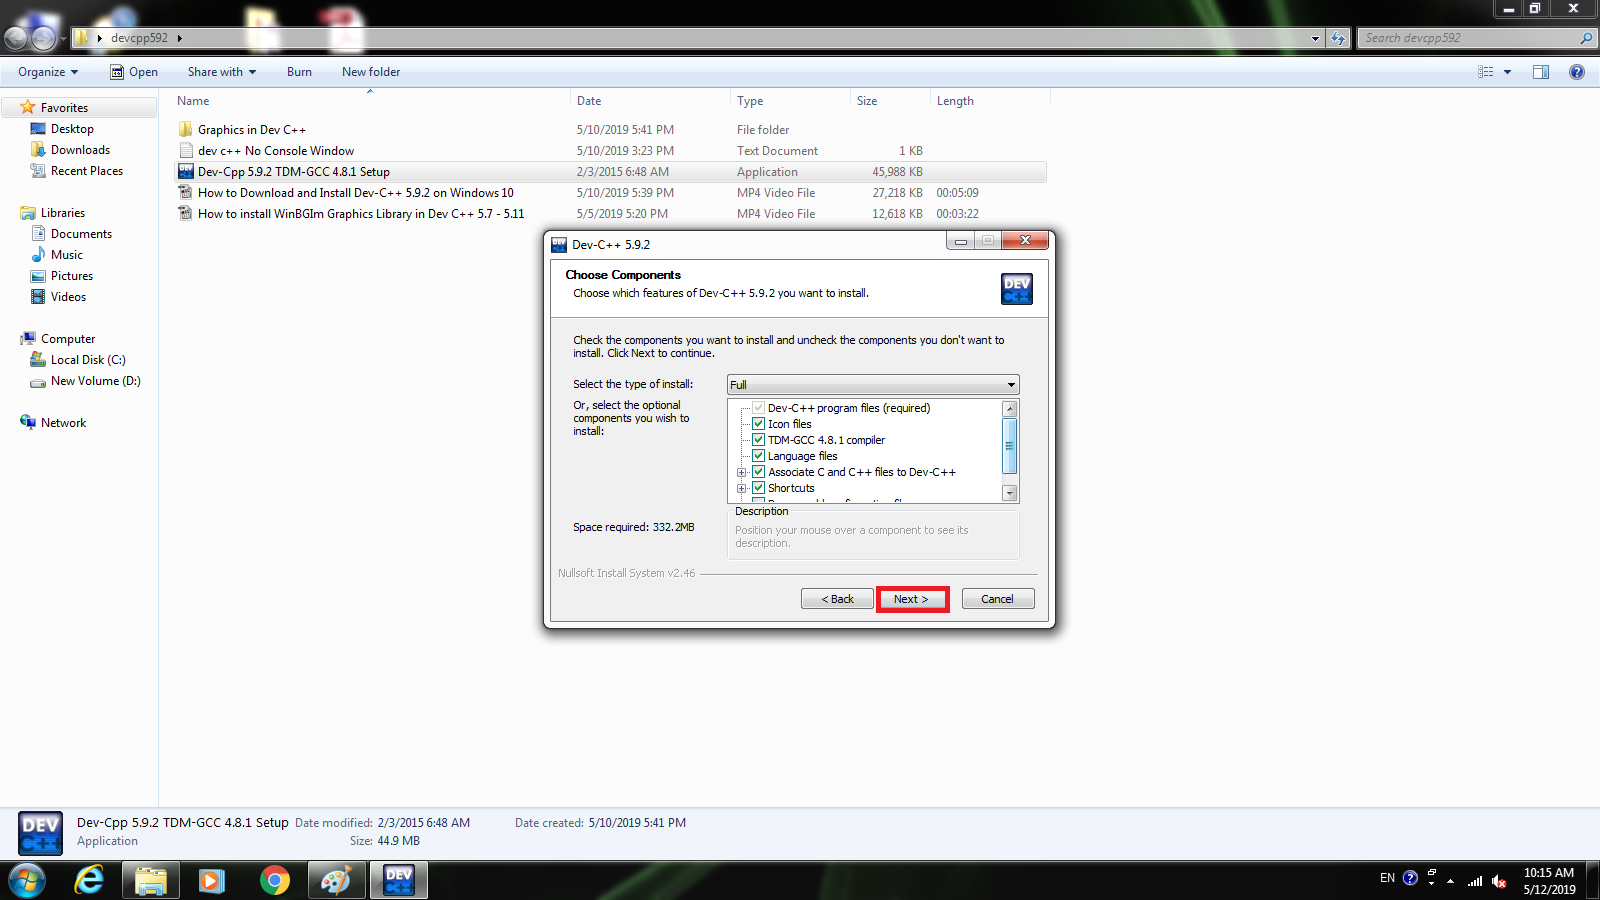 devcpp592
Search devcpp592
Organize
Open
Share with
Burn
New folder
Name
Date
Type
Size
Length
Favorites
Desktop
Downloads
Recent Places
Libraries
Documents
Music
Pictures
Videos
Computer
Local Disk (C:)
New Volume (D:)
Network
Graphics in Dev C++ 5/10/2019 5:41 PM File folder
dev c++ No Console Window 5/10/2019 3:23 PM Text Document 1 KB
Dev-Cpp 5.9.2 TDM-GCC 4.8.1 Setup 2/3/2015 6:48 AM Application 45,988 KB
How to Download and Install Dev-C++ 5.9.2 on Windows 10 5/10/2019 5:39 PM MP4 Video File 27,218 KB 00:05:09
How to install WinBGIm Graphics Library in Dev C++ 5.7 - 5.11 5/5/2019 5:20 PM MP4 Video File 12,618 KB 00:03:22
Dev-C++ 5.9.2
Choose Components
Choose which features of Dev-C++ 5.9.2 you want to install.
DEV
C++
Check the components you want to install and uncheck the components you don't want to
install. Click Next to continue.
Select the type of install:
Full
Or, select the optional
components you wish to
install:
Dev-C++ program files (required)
Icon files
TDM-GCC 4.8.1 compiler
Language files
Associate C and C++ files to Dev-C++
Shortcuts
Space required: 332.2MB
Description
Position your mouse over a component to see its
description.
Nullsoft Install System v2.46
< Back
Next >
Cancel
DEV
C++
Dev-Cpp 5.9.2 TDM-GCC 4.8.1 Setup Date modified: 2/3/2015 6:48 AM Date created: 5/10/2019 5:41 PM
Application Size: 44.9 MB
DEV
C++
EN
10:15 AM
5/12/2019